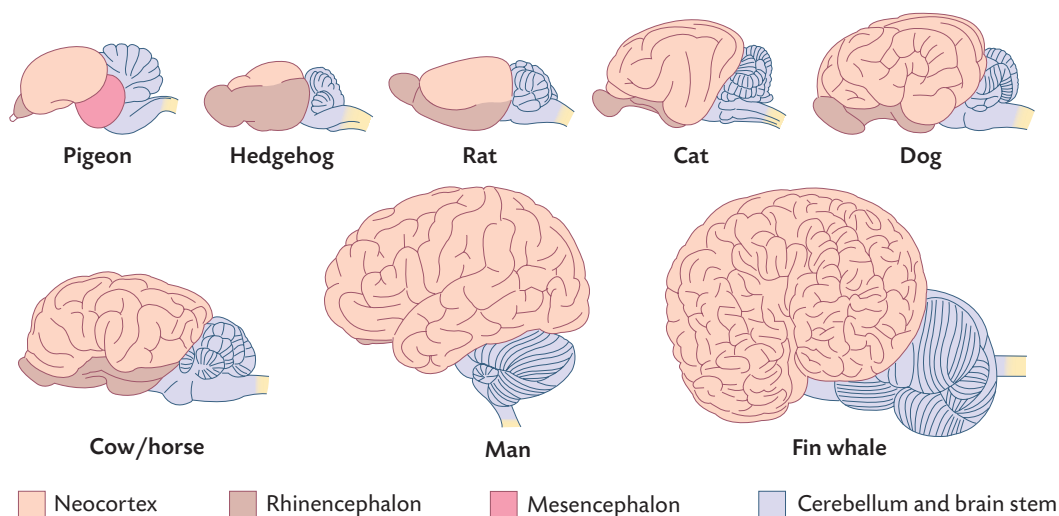 Pigeon
Hedgehog
Rat
Cat
Dog
Cow/horse
Man
Fin whale
Neocortex
Rhinencephalon
Mesencephalon
Cerebellum and brain stem